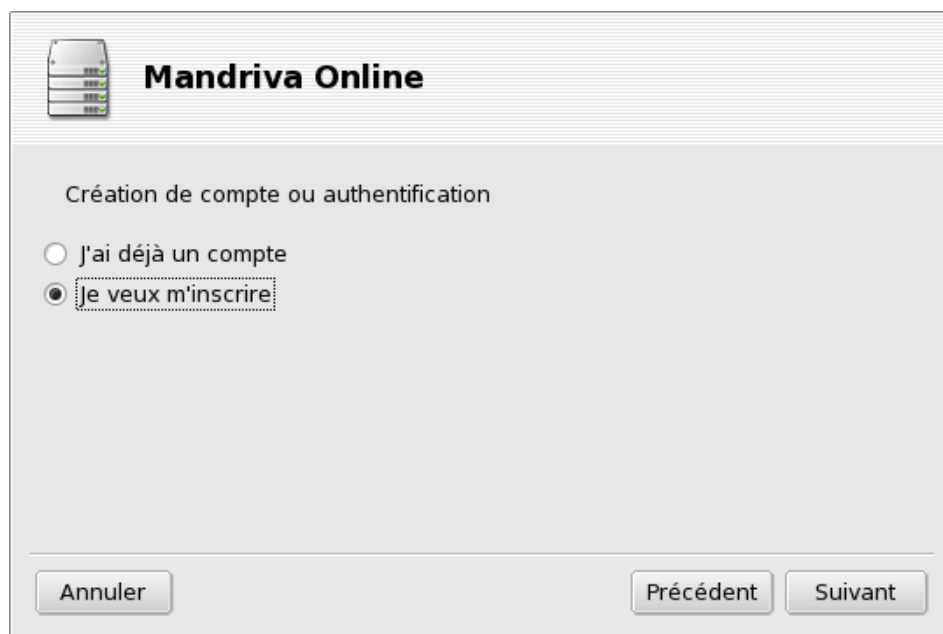 Mandriva Online
Création de compte ou authentification
J'ai déjà un compte
Je veux m'inscrire
Annuler
Précédent
Suivant